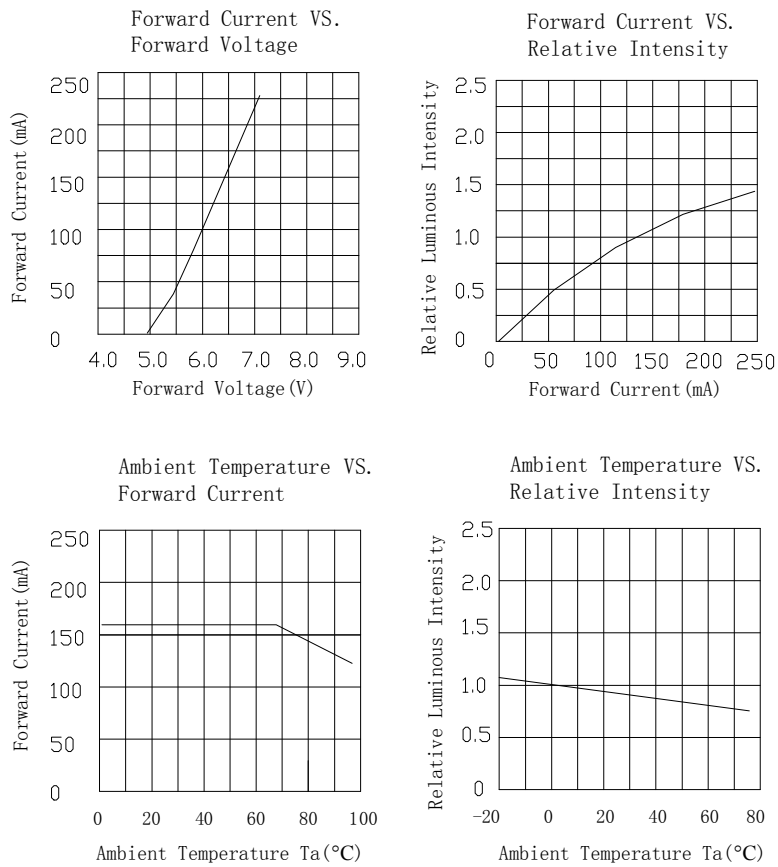 Forward Current VS.
Forward Voltage
250
200
150
100
50
0
4.0 5.0 6.0 7.0 8.0 9.0
Forward Current(mA)
Forward Voltage(V)
Forward Current VS.
Relative Intensity
2.5
2.0
1.5
1.0
0.5
0
0 50 100 150 200 250
Relative Luminous Intensity
Forward Current(mA)
Ambient Temperature VS.
Forward Current
250
200
150
100
50
0
0 20 40 60 80 100
Forward Current(mA)
Ambient Temperature Ta(°C)
Ambient Temperature VS.
Relative Intensity
2.5
2.0
1.5
1.0
0.5
0
-20 0 20 40 60 80
Relative Luminous Intensity
Ambient Temperature Ta(°C)